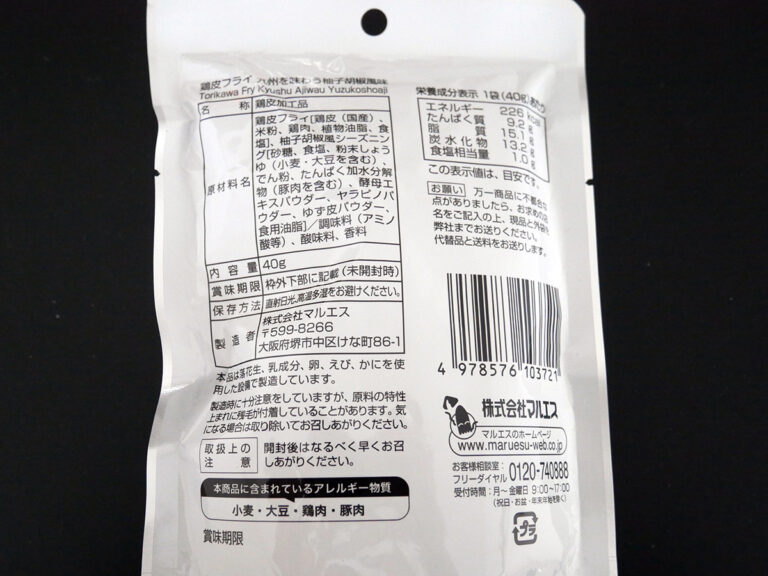 鶏皮フライ 九州を味わう柚子胡椒風味
Torikawa Fry Kyushu Ajiwau Yuzukoshoaji
名称 鶏皮加工品
原材料名
鶏皮フライ[鶏皮(国産)、
米粉、鶏肉、植物油脂、食
塩]、柚子胡椒風シーズニン
グ[砂糖、食塩、粉末しょう
ゆ(小麦・大豆を含む)、
でん粉、たんぱく加水分解
物(豚肉を含む)、酵母エ
キスパウダー、ヤラピノパ
ウダー、ゆず皮パウダー、
食用油脂]/調味料(アミノ
酸等)、酸味料、香料
内容量 40g
賞味期限 枠外下部に記載(未開封時)
保存方法 直射日光、高温多湿をお避けください。
製造者
株式会社マルエス
〒599-8266
大阪府堺市中区けな町86-1
本品は落花生、乳成分、卵、えび、かにを使
用した設備で製造しています。
製造時に十分注意をしていますが、原料の特性
上まれに残毛が付着していることがあります。気
になる場合は取り除いてお召しあがりください。
取扱上の
注意
開封後はなるべく早くお召
しあがりください。
本商品に含まれているアレルギー物質
小麦・大豆・鶏肉・豚肉
賞味期限
栄養成分表示 1袋(40g)あたり
エネルギー 226kcal
たんぱく質 9.2g
脂質 15.1g
炭水化物 13.2g
食塩相当量 1.0g
この表示値は、目安です。
お願い 万一商品に不都合な
点がありましたら、お求めの店
名をご記入の上、現品と外袋を
弊社までお送りください。
代替品と送料をお送りします。
4 978576 103721
株式会社マルエス
マルエスのホームページ
www.maruesu-web.co.jp
お客様相談室:
フリーダイヤル 0120-740888
受付時間:月～金曜日 9:00～17:00
(祝日・お盆・年末年始を除く)
プラ